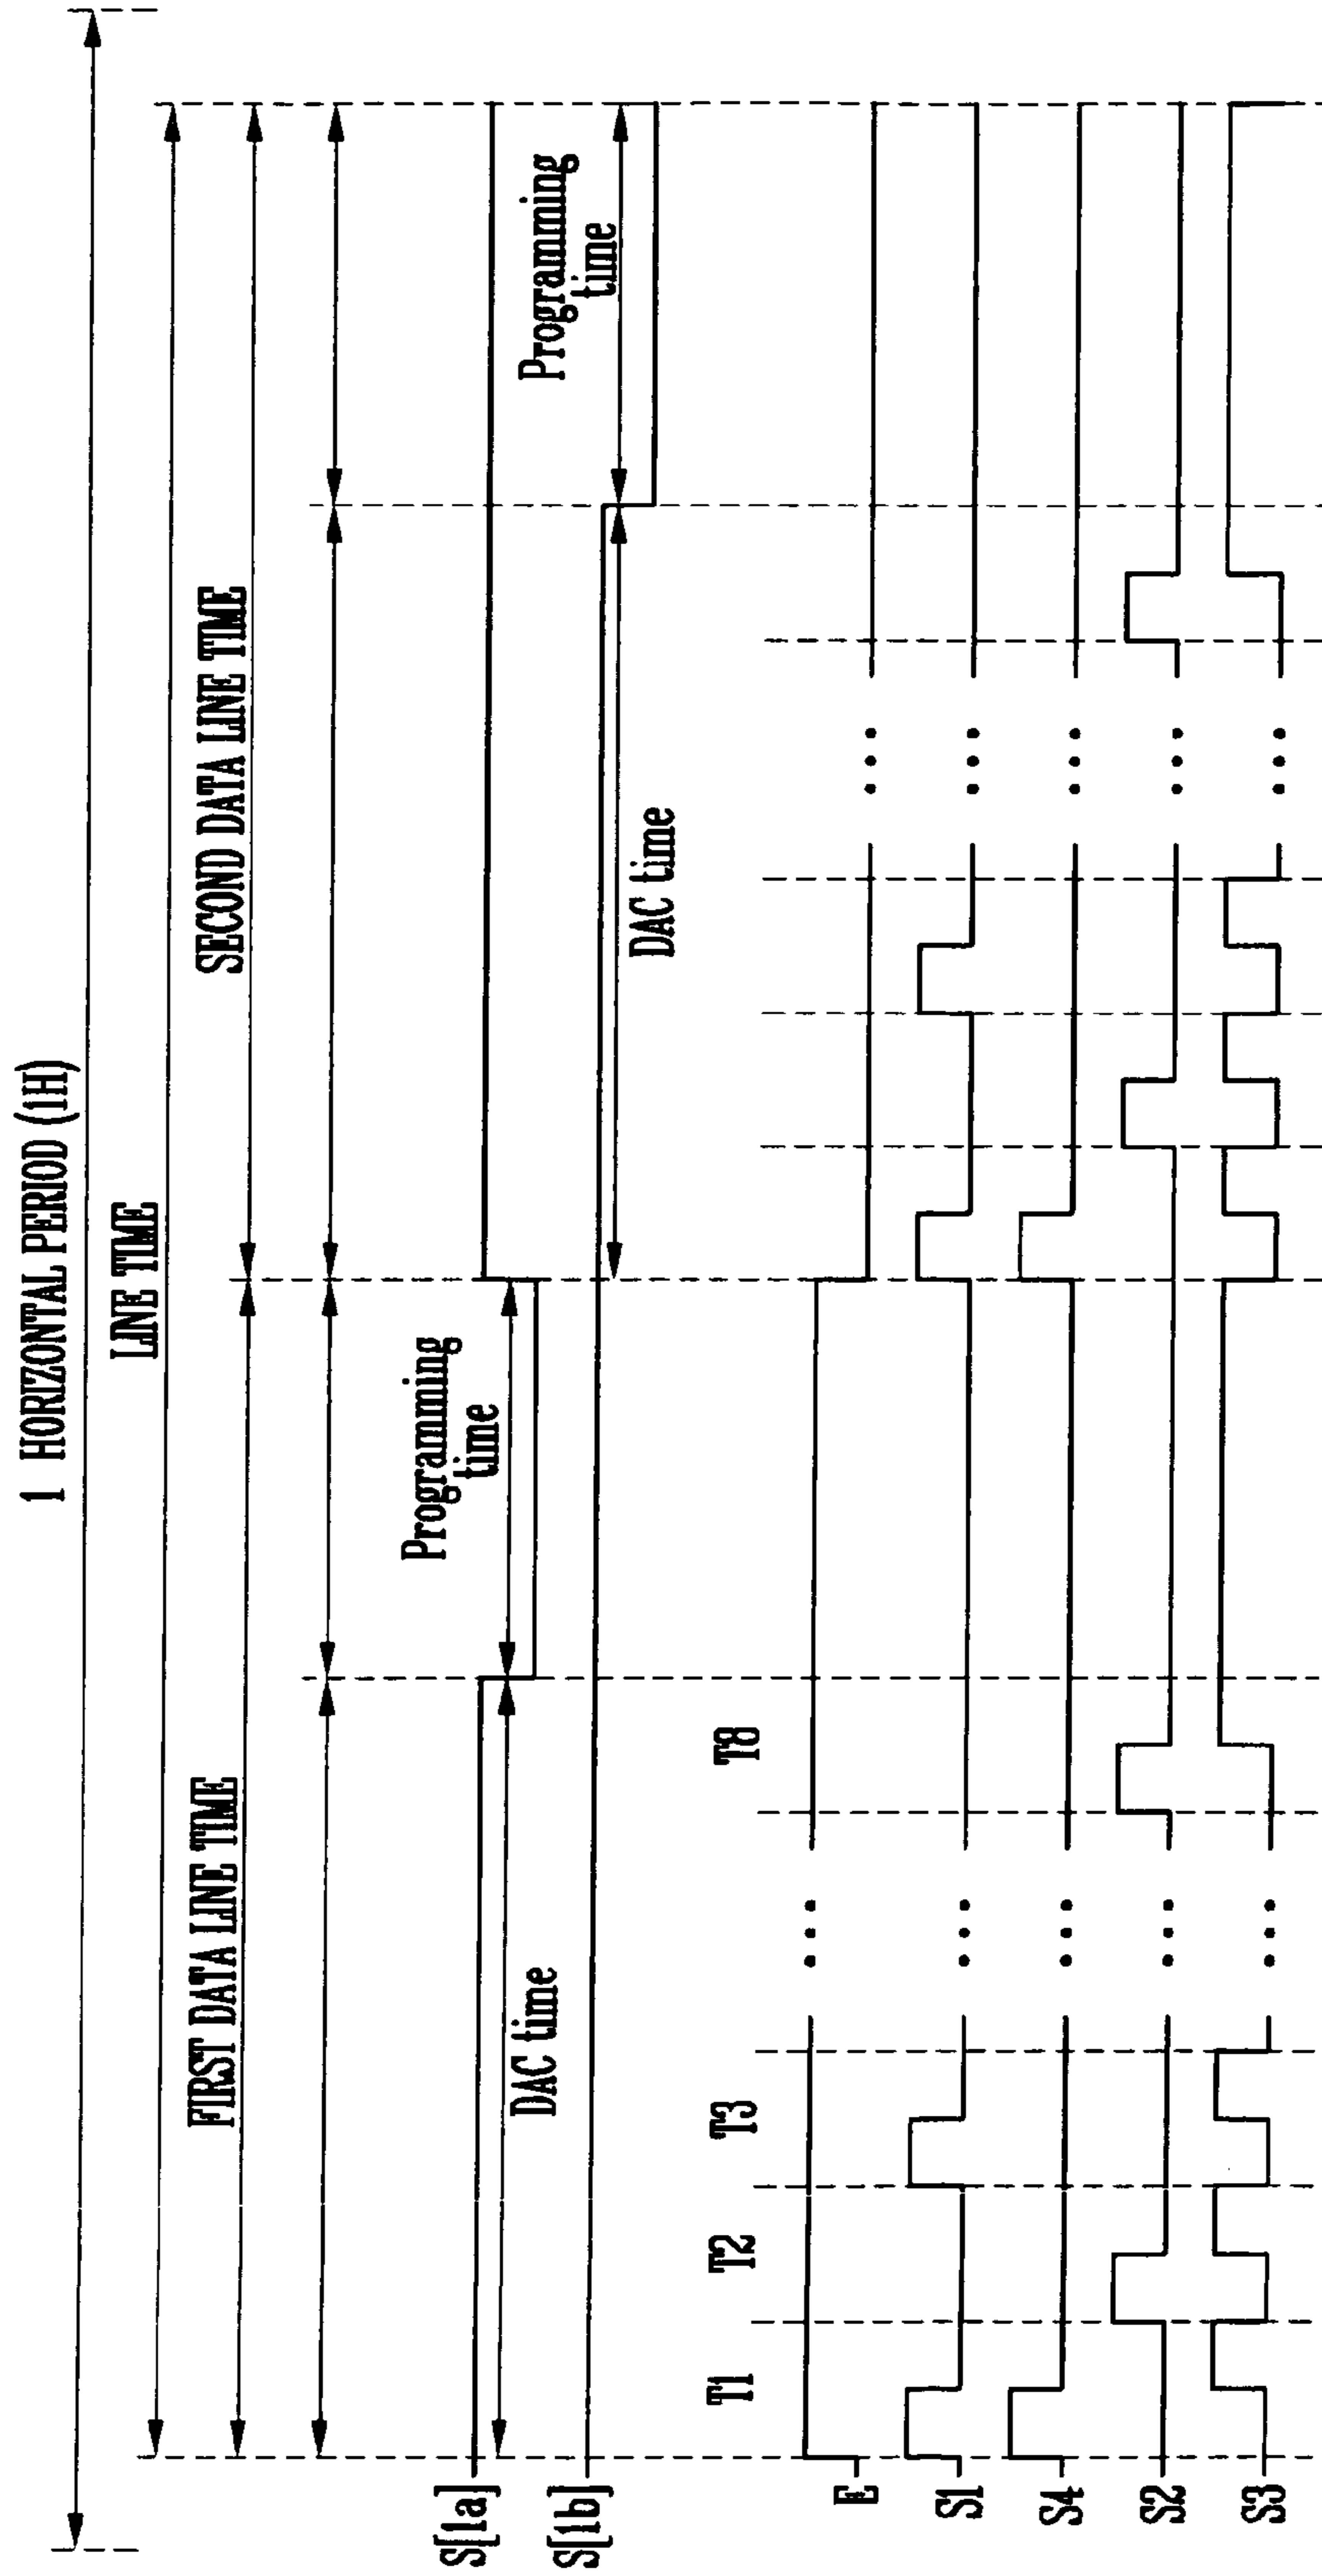 1 HORIZONTAL PERIOD (1H)
LINE TIME
FIRST DATA LINE TIME
SECOND DATA LINE TIME
S[1a]
DAC time
Programming
time
S[1b]
DAC time
Programming
time
T1
T2
T3
T8
E
S1
S4
S2
S3